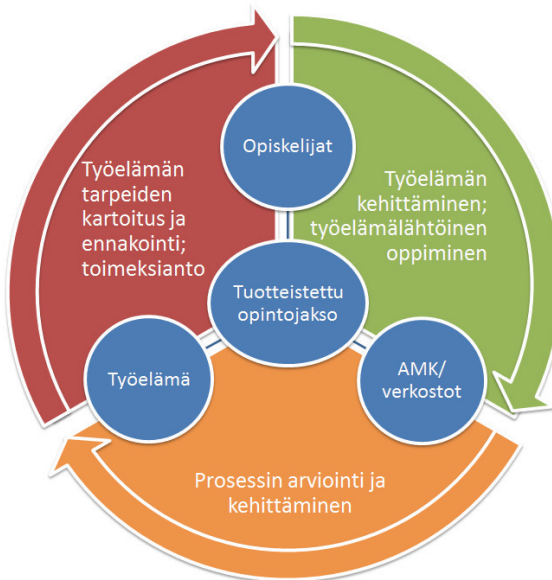 Opiskelijat
Työelämän
tarpeiden
kartoitus ja
ennakointi;
toimeksianto
Työelämän
kehittäminen;
työelämälähtöinen
oppiminen
Tuotteistettu
opintojakso
Työelämä
AMK/
verkostot
Prosessin arviointi ja
kehittäminen